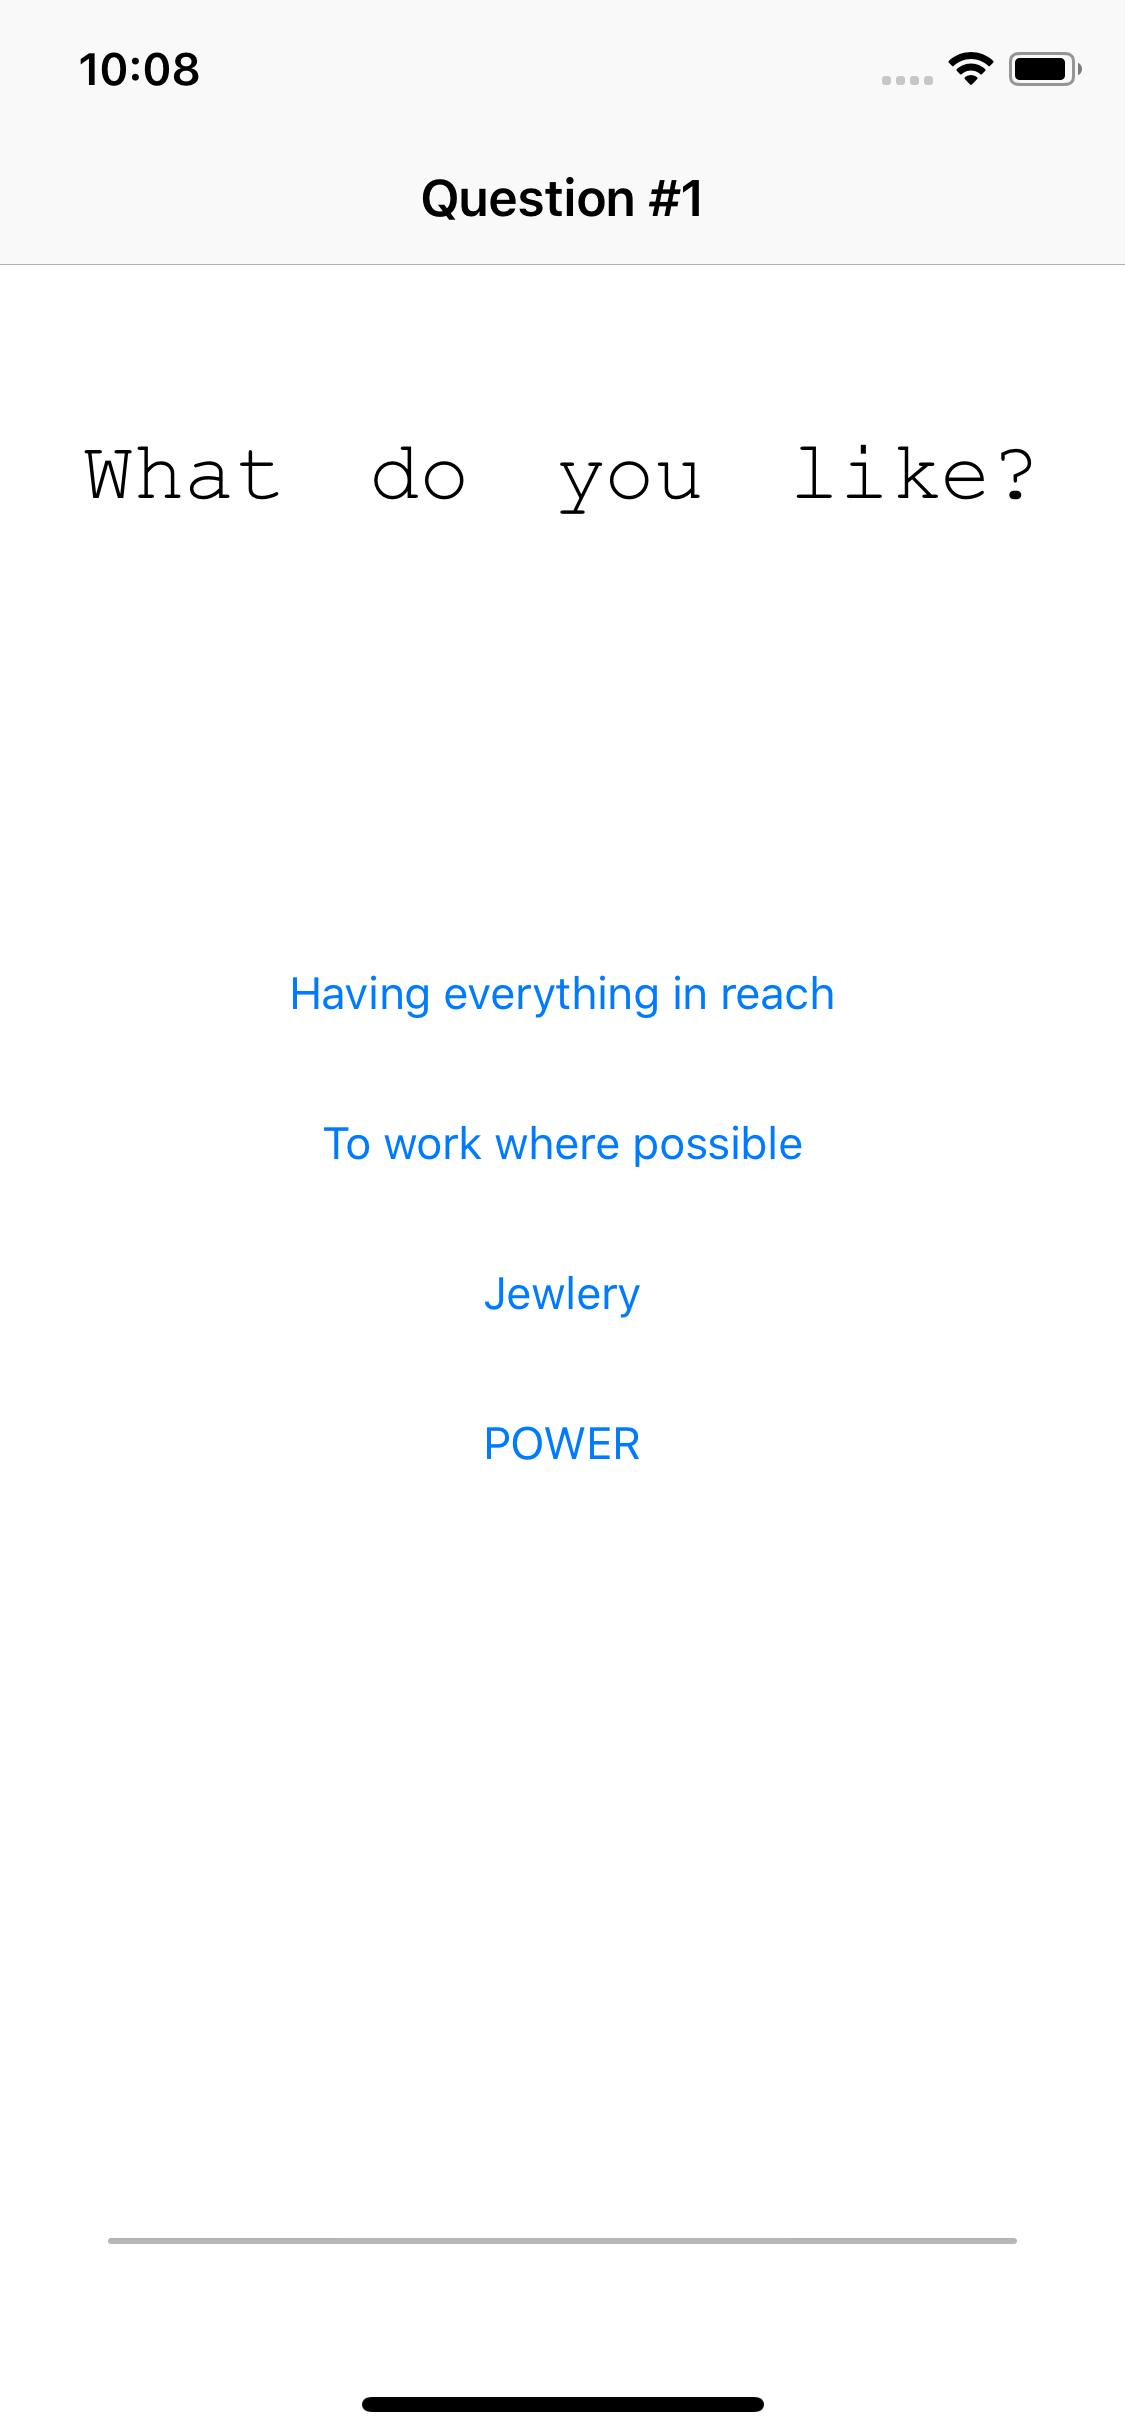 10:08
Question #1
What do you like?
Having everything in reach
To work where possible
Jewlery
POWER